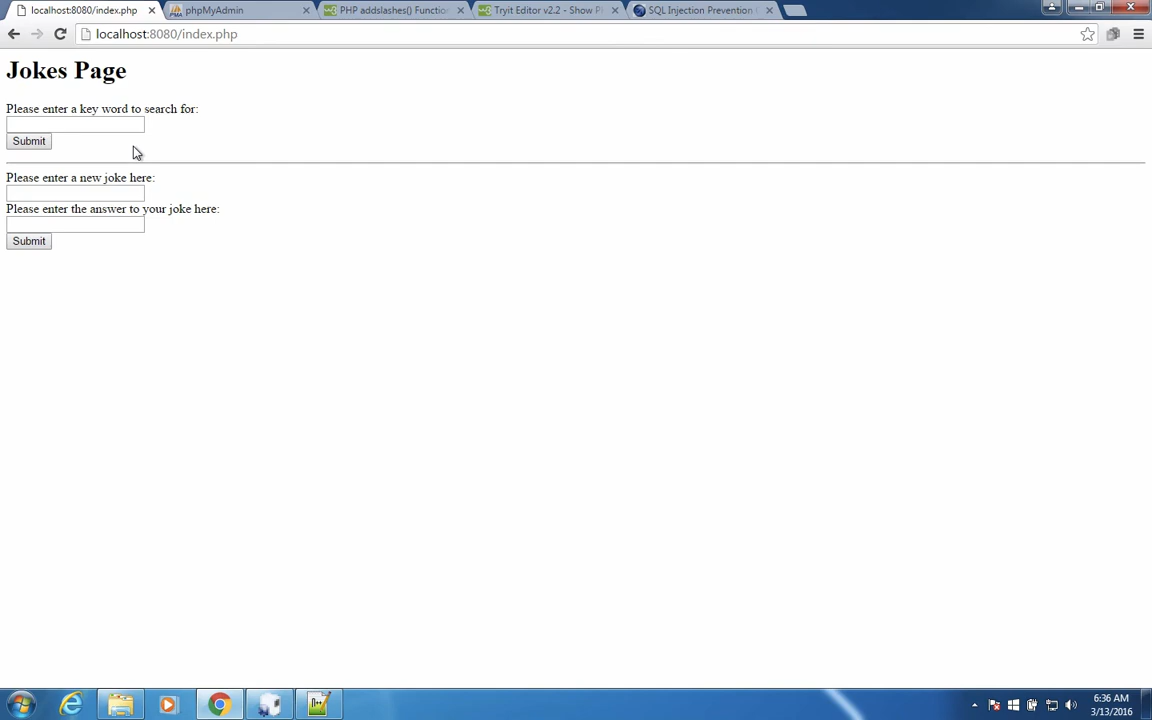 localhost:8080/index.php
phpMyAdmin
PHP addslashes() Functio
Tryit Editor v2.2 - Show P
SQL Injection Prevention
localhost:8080/index.php
Jokes Page
Please enter a key word to search for:
Submit
Please enter a new joke here:
Please enter the answer to your joke here:
Submit
6:36 AM
3/13/2016